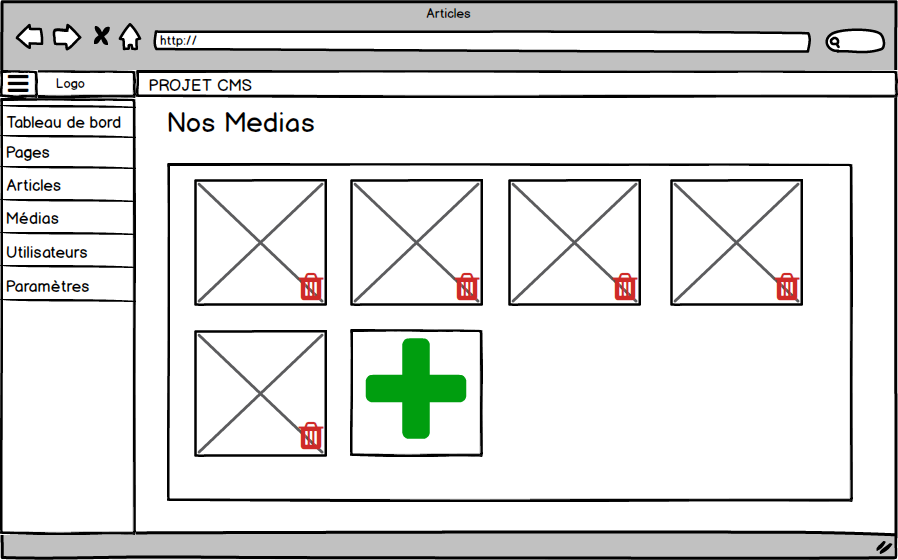 Articles
http://
Logo
PROJET CMS
Tableau de bord
Pages
Articles
Médias
Utilisateurs
Paramètres
Nos Medias